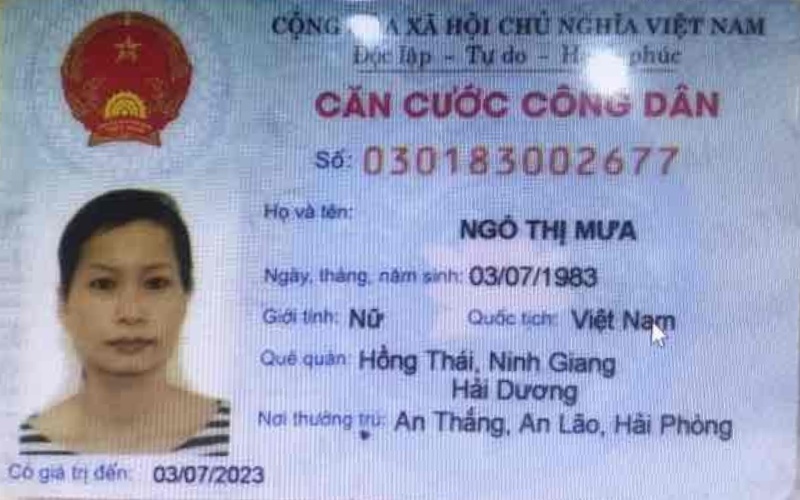 CỘNG A XÃ HỘI CHỦ NGHĨA VIỆT NAM
Độc lập - Tự do - phúc
CĂN CƯỚC CÔNG DÂN
Số: 030183002677
Họ và tên:
NGÔ THỊ MƯA
Ngày, tháng, năm sinh: 03/07/1983
Giới tính: Nữ Quốc tịch: Việt Nam
Quê quán: Hồng Thái, Ninh Giang
Hải Dương
Nơi thường trú: An Thắng, An Lão, Hải Phòng
Có giá trị đến: 03/07/2023